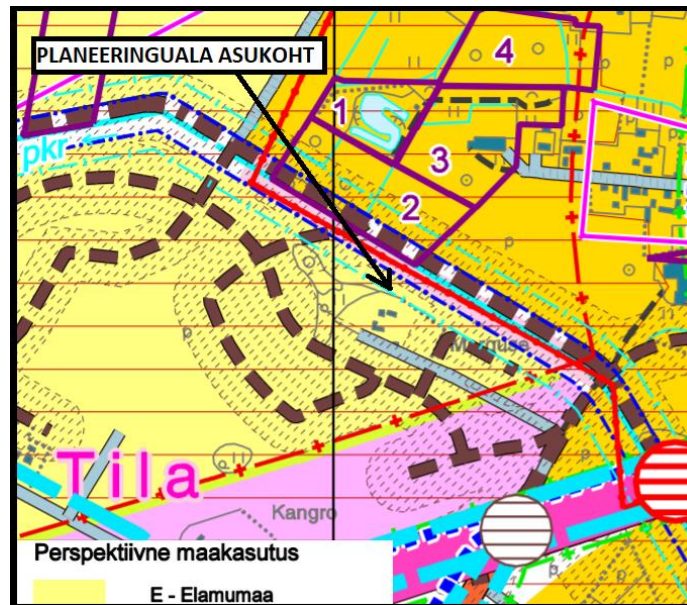 PLANEERINGUALA ASUKOHT
4
1
3
2
pkr
p
p
p
p
Tila
Kangro
Perspektiivne maakasutus
E - Elamumaa